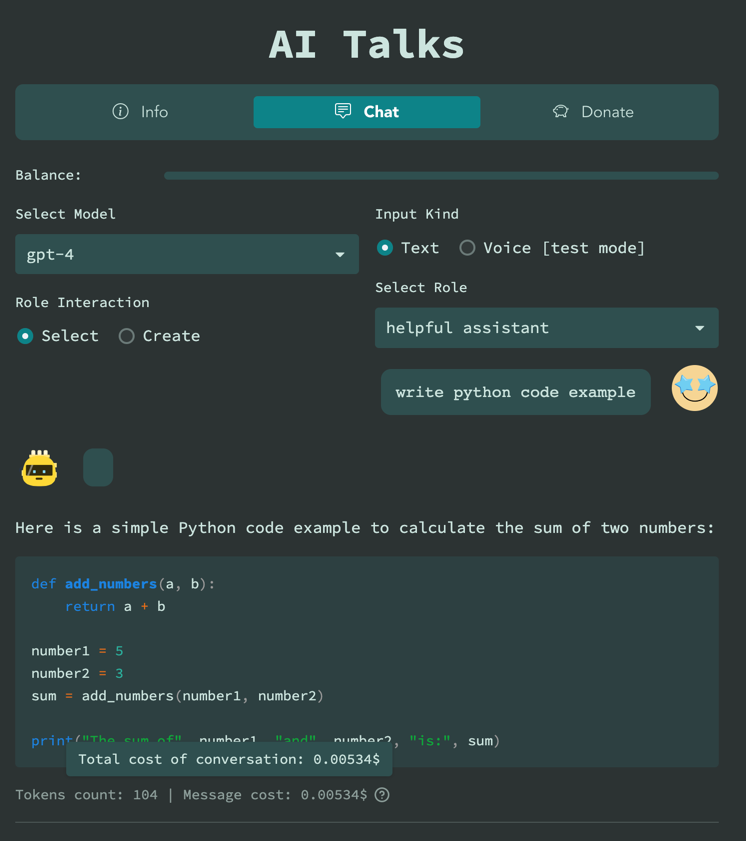 AI Talks
Info
Chat
Donate
Balance:
Select Model
gpt-4
Input Kind
Text
Voice [test mode]
Role Interaction
Select
Create
Select Role
helpful assistant
write python code example
Here is a simple Python code example to calculate the sum of two numbers:
def add_numbers(a, b):
    return a + b
number1 = 5
number2 = 3
sum = add_numbers(number1, number2)
print("The sum of", number1, "and", number2, "is:", sum)
Total cost of conversation: 0.00534$
Tokens count: 104 | Message cost: 0.00534$